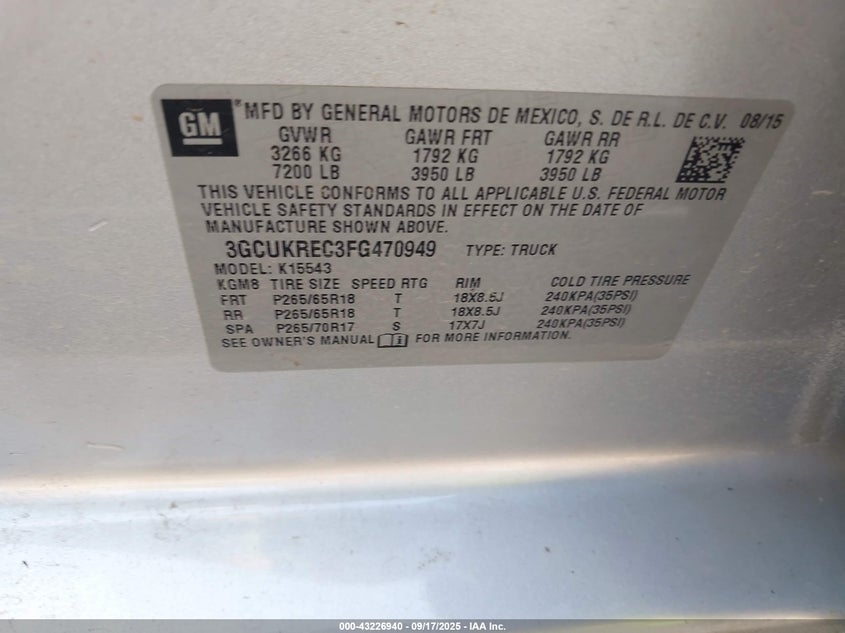 GM
® MFD BY GENERAL MOTORS DE MEXICO, S. DE R.L. DE C.V. 08/15
GVWR GAWR FRT GAWR RR
3266 KG 1792 KG 1792 KG
7200 LB 3950 LB 3950 LB
THIS VEHICLE CONFORMS TO ALL APPLICABLE U.S. FEDERAL MOTOR
VEHICLE SAFETY STANDARDS IN EFFECT ON THE DATE OF
MANUFACTURE SHOWN ABOVE.
3GCUKREC3FG470949 TYPE: TRUCK
MODEL: K15543
KGM8 TIRE SIZE SPEED RTG RIM COLD TIRE PRESSURE
FRT P265/65R18 T 18X8.5J 240KPA(35PSI)
RR P265/65R18 T 18X8.5J 240KPA(35PSI)
SPA P265/70R17 S 17X7J 240KPA(35PSI)
SEE OWNER'S MANUAL FOR MORE INFORMATION.
000-43226940 - 09/17/2025 - IAA Inc.